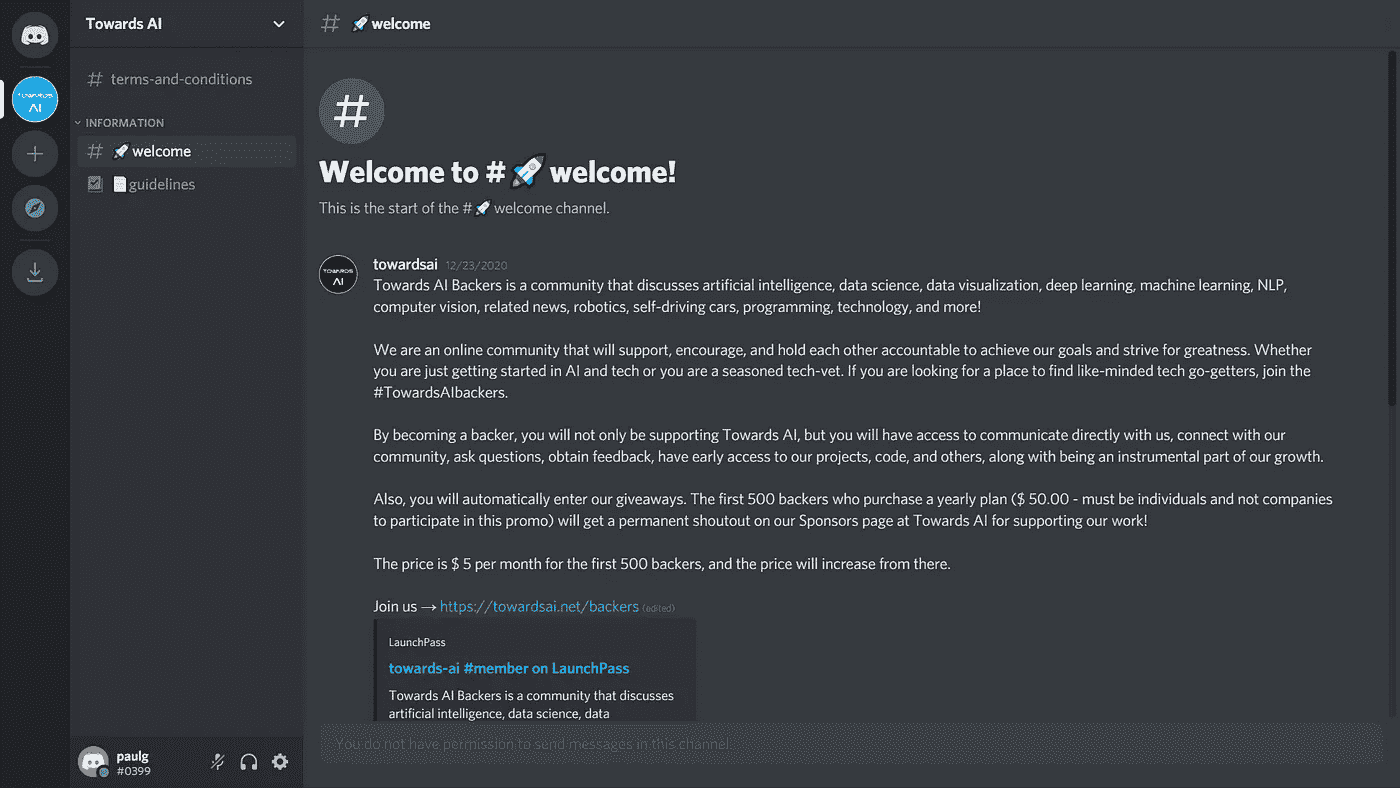 Towards AI
# 🚀welcome
TOWARDS
AI
# terms-and-conditions
INFORMATION
# 🚀welcome
📄guidelines
#
Welcome to #🚀welcome!
This is the start of the #🚀welcome channel.
TOWARDS
AI
towardsai 12/23/2020
Towards AI Backers is a community that discusses artificial intelligence, data science, data visualization, deep learning, machine learning, NLP,
computer vision, related news, robotics, self-driving cars, programming, technology, and more!
We are an online community that will support, encourage, and hold each other accountable to achieve our goals and strive for greatness. Whether
you are just getting started in AI and tech or you are a seasoned tech-vet. If you are looking for a place to find like-minded tech go-getters, join the
#TowardsAIbackers.
By becoming a backer, you will not only be supporting Towards AI, but you will have access to communicate directly with us, connect with our
community, ask questions, obtain feedback, have early access to our projects, code, and others, along with being an instrumental part of our growth.
Also, you will automatically enter our giveaways. The first 500 backers who purchase a yearly plan ($ 50.00 - must be individuals and not companies
to participate in this promo) will get a permanent shoutout on our Sponsors page at Towards AI for supporting our work!
The price is $ 5 per month for the first 500 backers, and the price will increase from there.
Join us → https://towardsai.net/backers (edited)
LaunchPass
towards-ai #member on LaunchPass
Towards AI Backers is a community that discusses
artificial intelligence, data science, data
You do not have permission to send messages in this channel.
paulg
#0399